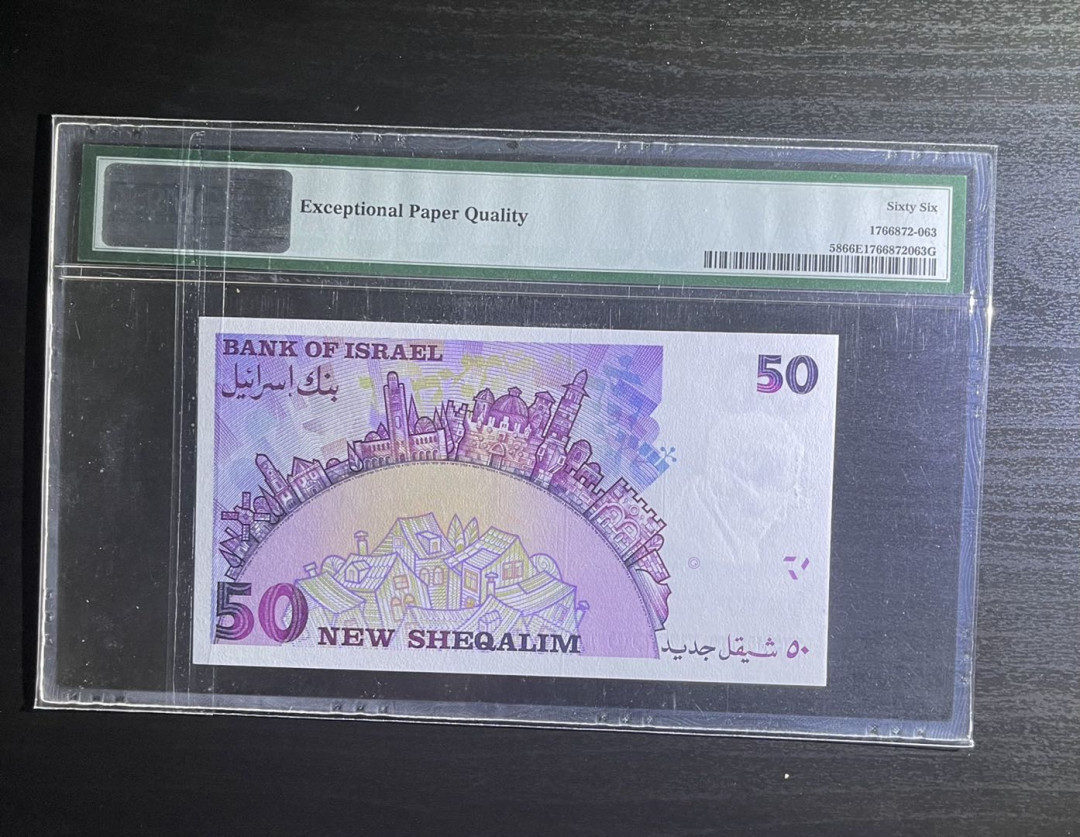 Exceptional Paper Quality
Sixty Six
1766872-063
5866E1766872063G
BANK OF ISRAEL
بنك إسرائيل
50
50 NEW SHEQALIM
٥٠ شيقل جديد